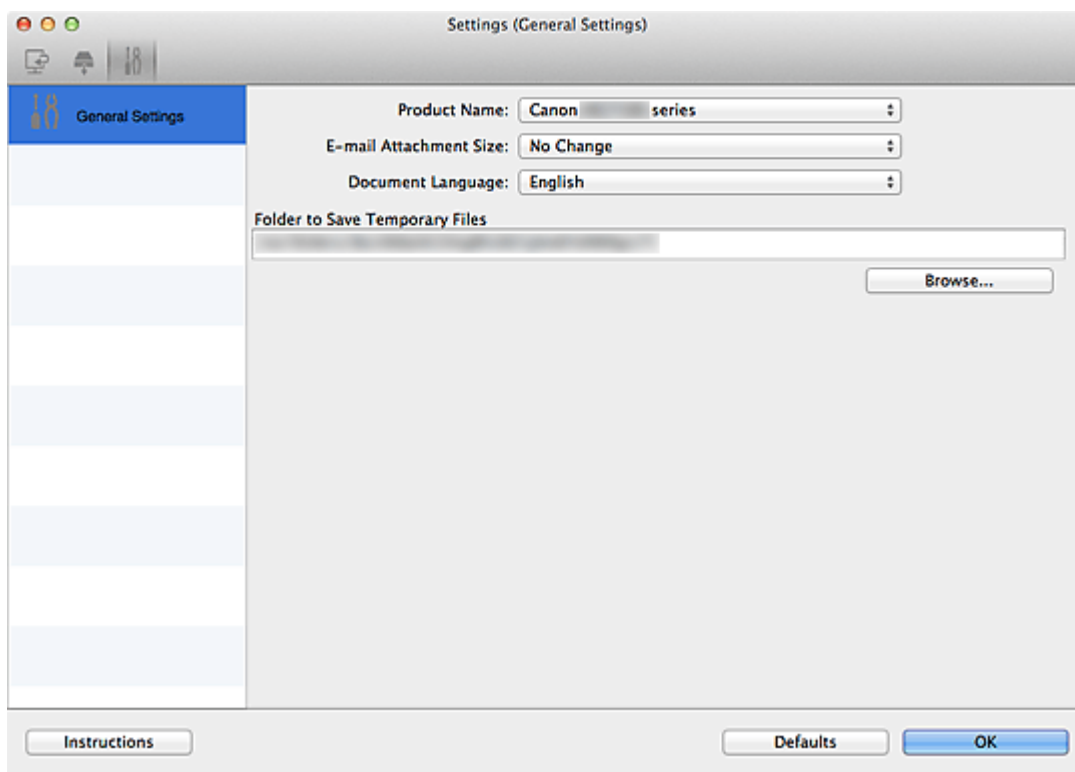 Settings (General Settings)
General Settings
Product Name: Canon series
E-mail Attachment Size: No Change
Document Language: English
Folder to Save Temporary Files
Browse...
Instructions Defaults OK